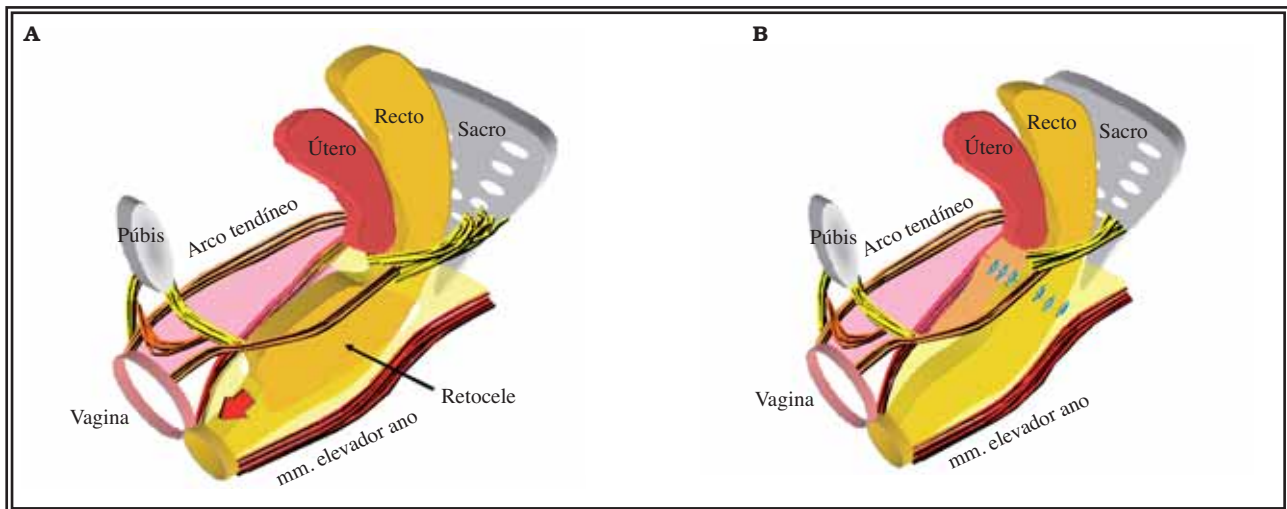 A
Recto
Sacro
Útero
Arco tendíneo
Púbis
Vagina
Retocele
mm. elevador ano
B
Recto
Sacro
Útero
Arco tendíneo
Púbis
Vagina
mm. elevador ano